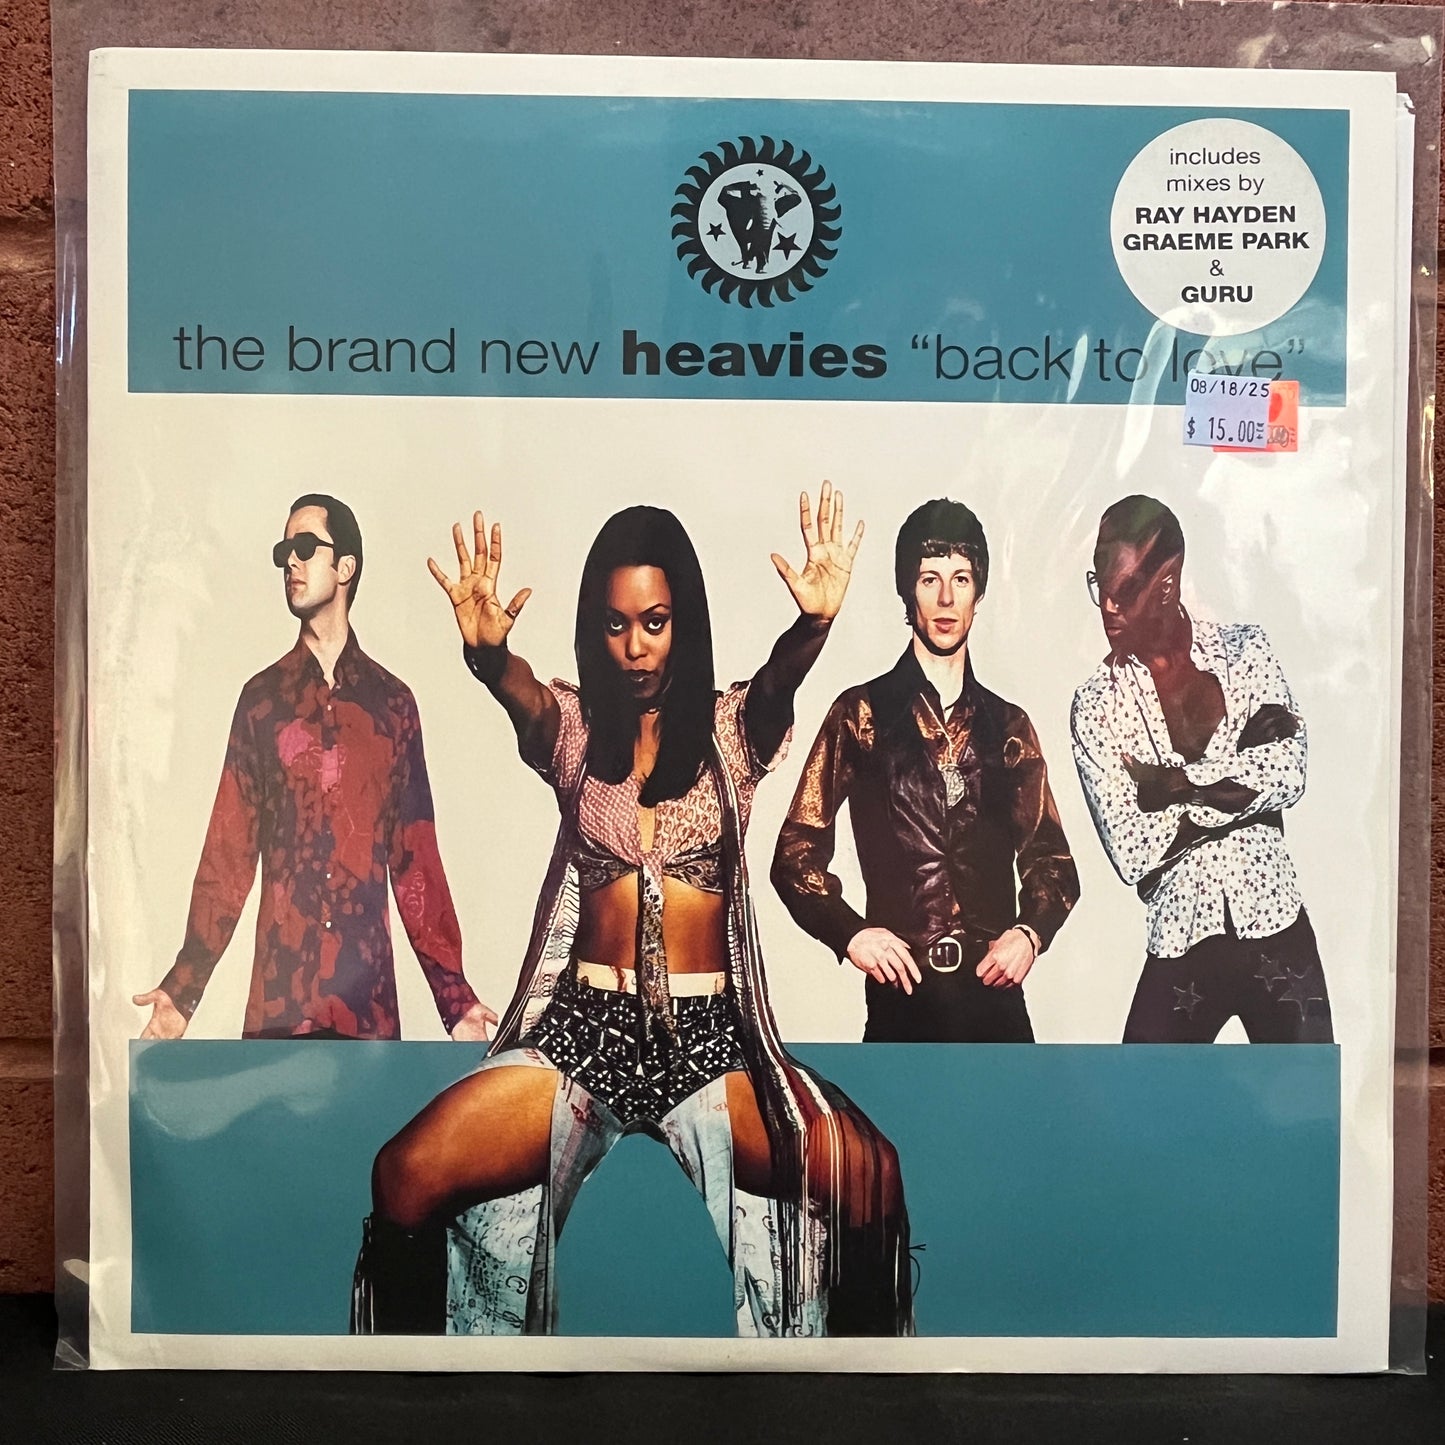 includes
mixes by
RAY HAYDEN
GRAEME PARK
&
GURU
the brand new heavies “back to love”
08/18/25
$ 15.00